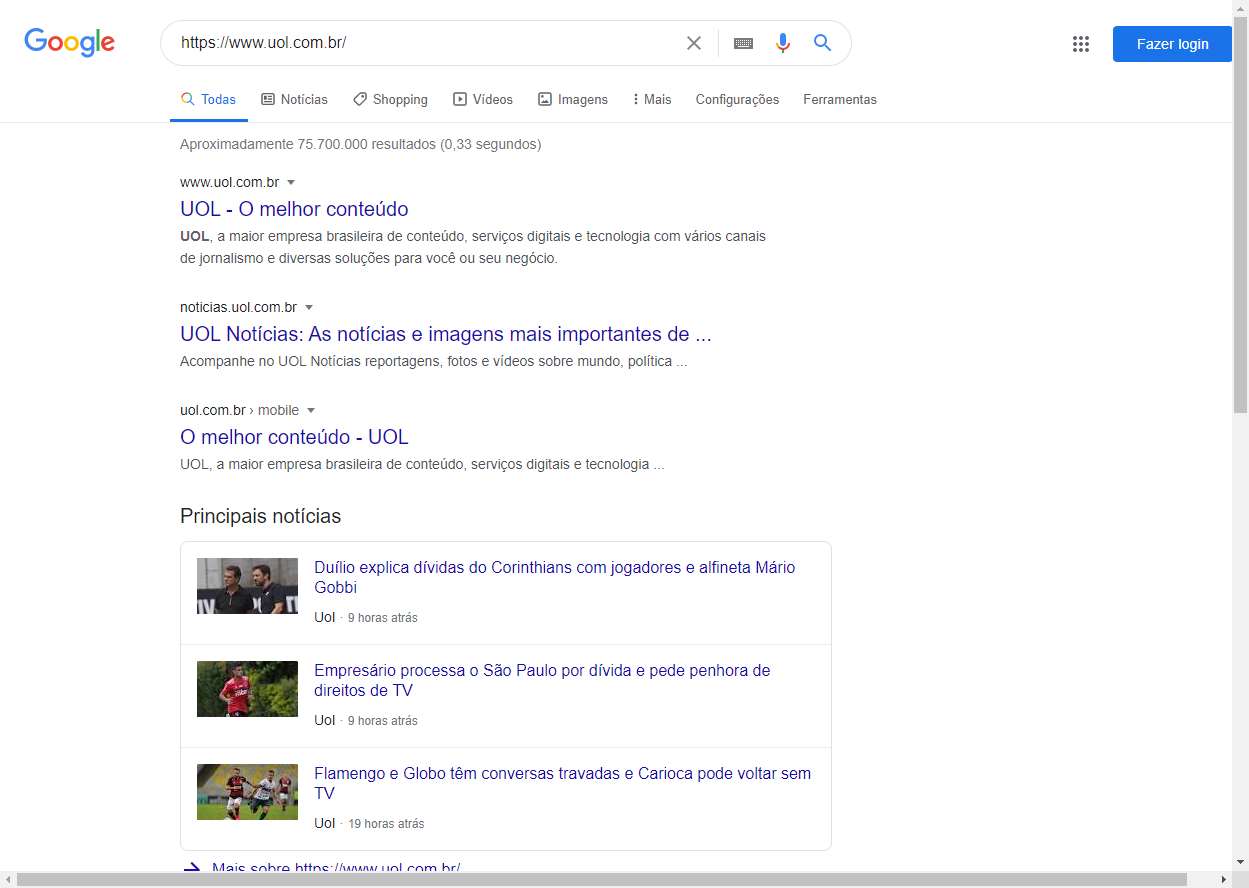 Google
https://www.uol.com.br/
Fazer login
Todas Notícias Shopping Vídeos Imagens Mais Configurações Ferramentas
Aproximadamente 75.700.000 resultados (0,33 segundos)
www.uol.com.br
UOL - O melhor conteúdo
UOL, a maior empresa brasileira de conteúdo, serviços digitais e tecnologia com vários canais
de jornalismo e diversas soluções para você ou seu negócio.
noticias.uol.com.br
UOL Notícias: As notícias e imagens mais importantes de ...
Acompanhe no UOL Notícias reportagens, fotos e vídeos sobre mundo, política ...
uol.com.br › mobile
O melhor conteúdo - UOL
UOL, a maior empresa brasileira de conteúdo, serviços digitais e tecnologia ...
Principais notícias
Duílio explica dívidas do Corinthians com jogadores e alfineta Mário
Gobbi
Uol · 9 horas atrás
Empresário processa o São Paulo por dívida e pede penhora de
direitos de TV
Uol · 9 horas atrás
Flamengo e Globo têm conversas travadas e Carioca pode voltar sem
TV
Uol · 19 horas atrás
Mais sobre https://www.uol.com.br/